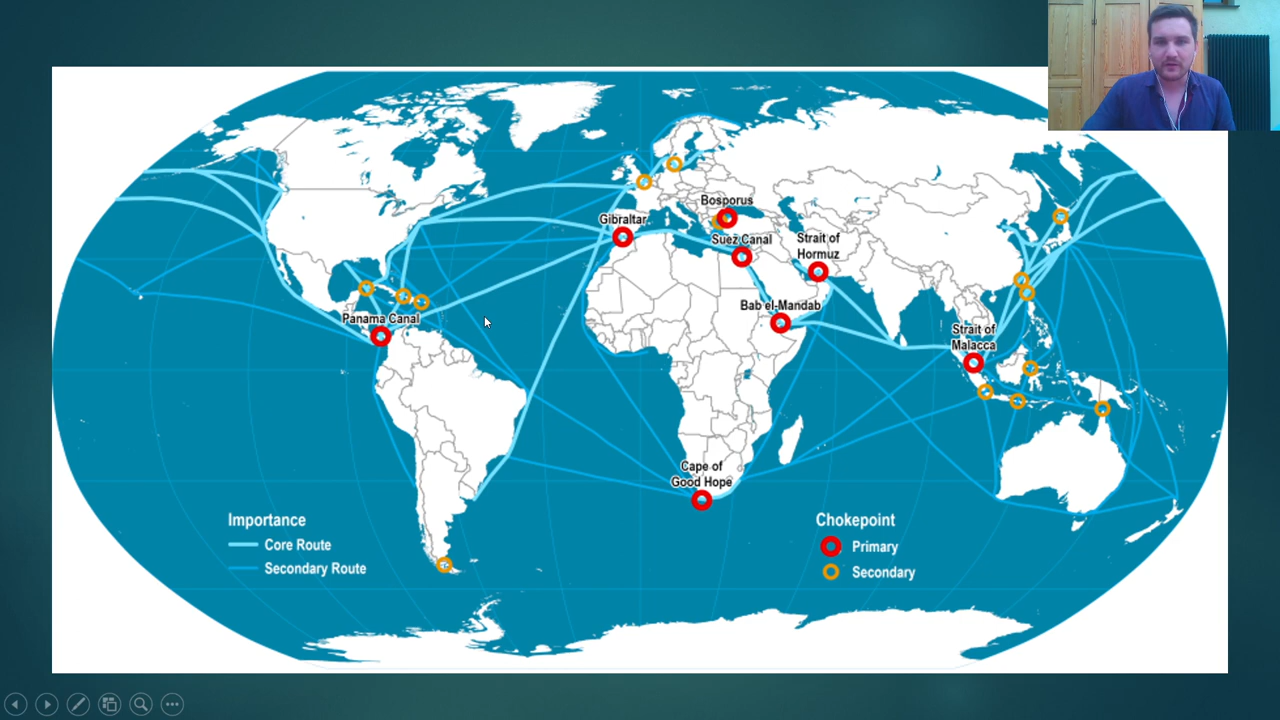 Bosporus
Gibraltar
Suez Canal
Strait of
Hormuz
Bab el-Mandab
Panama Canal
Strait of
Malacca
Cape of
Good Hope
Importance
Core Route
Secondary Route
Chokepoint
Primary
Secondary